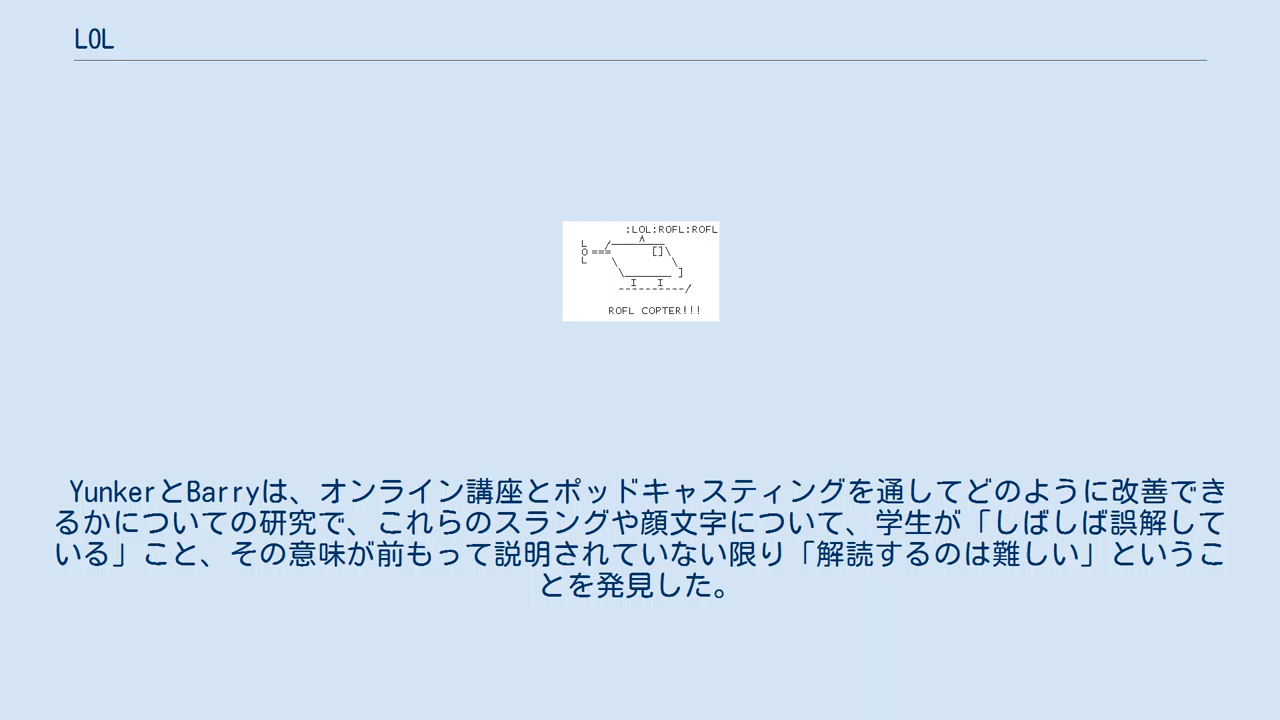 LOL
:LOL:ROFL:ROFL
L /‾‾‾‾^‾‾‾‾
O === []\
L \ \
\________ ]
I I
----------/
ROFL COPTER!!!
YunkerとBarryは、オンライン講座とポッドキャスティングを通してどのように改善でき
るかについての研究で、これらのスラングや顔文字について、学生が「しばしば誤解して
いる」こと、その意味が前もって説明されていない限り「解読するのは難しい」というこ
とを発見した。